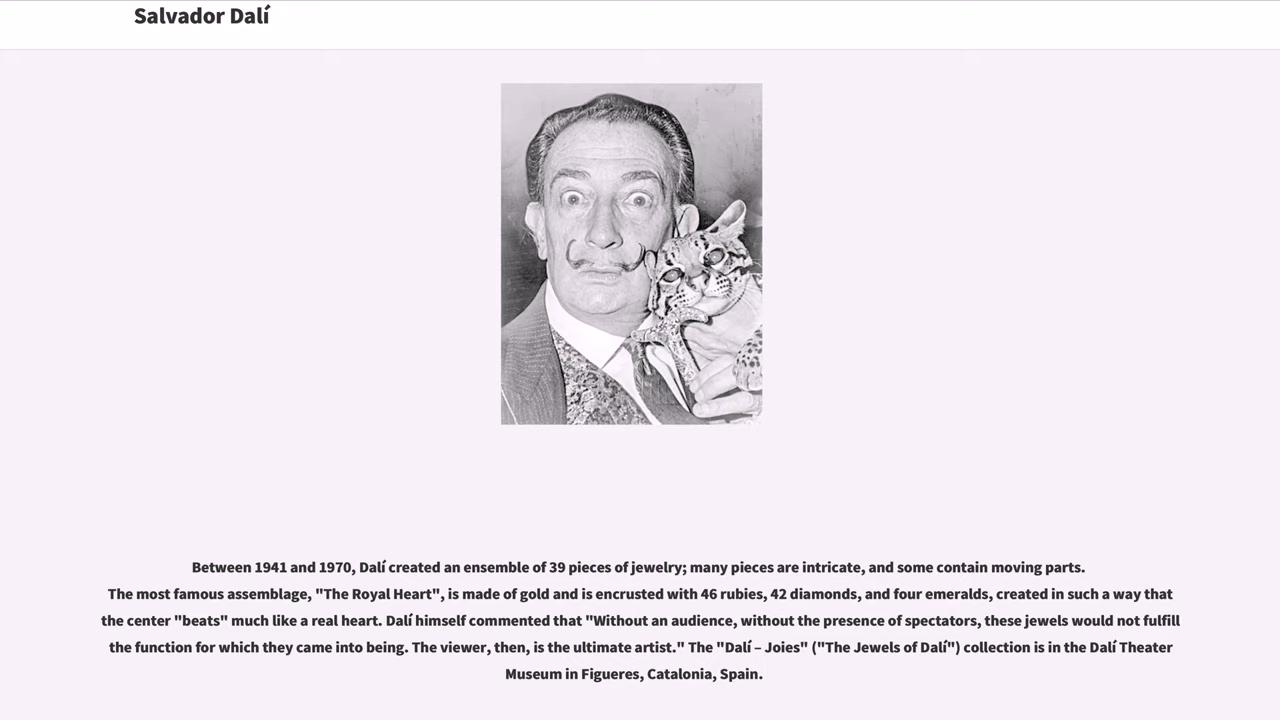 Salvador Dalí
Between 1941 and 1970, Dalí created an ensemble of 39 pieces of jewelry; many pieces are intricate, and some contain moving parts.
The most famous assemblage, "The Royal Heart", is made of gold and is encrusted with 46 rubies, 42 diamonds, and four emeralds, created in such a way that
the center "beats" much like a real heart. Dalí himself commented that "Without an audience, without the presence of spectators, these jewels would not fulfill
the function for which they came into being. The viewer, then, is the ultimate artist." The "Dalí – Joies" ("The Jewels of Dalí") collection is in the Dalí Theater
Museum in Figueres, Catalonia, Spain.